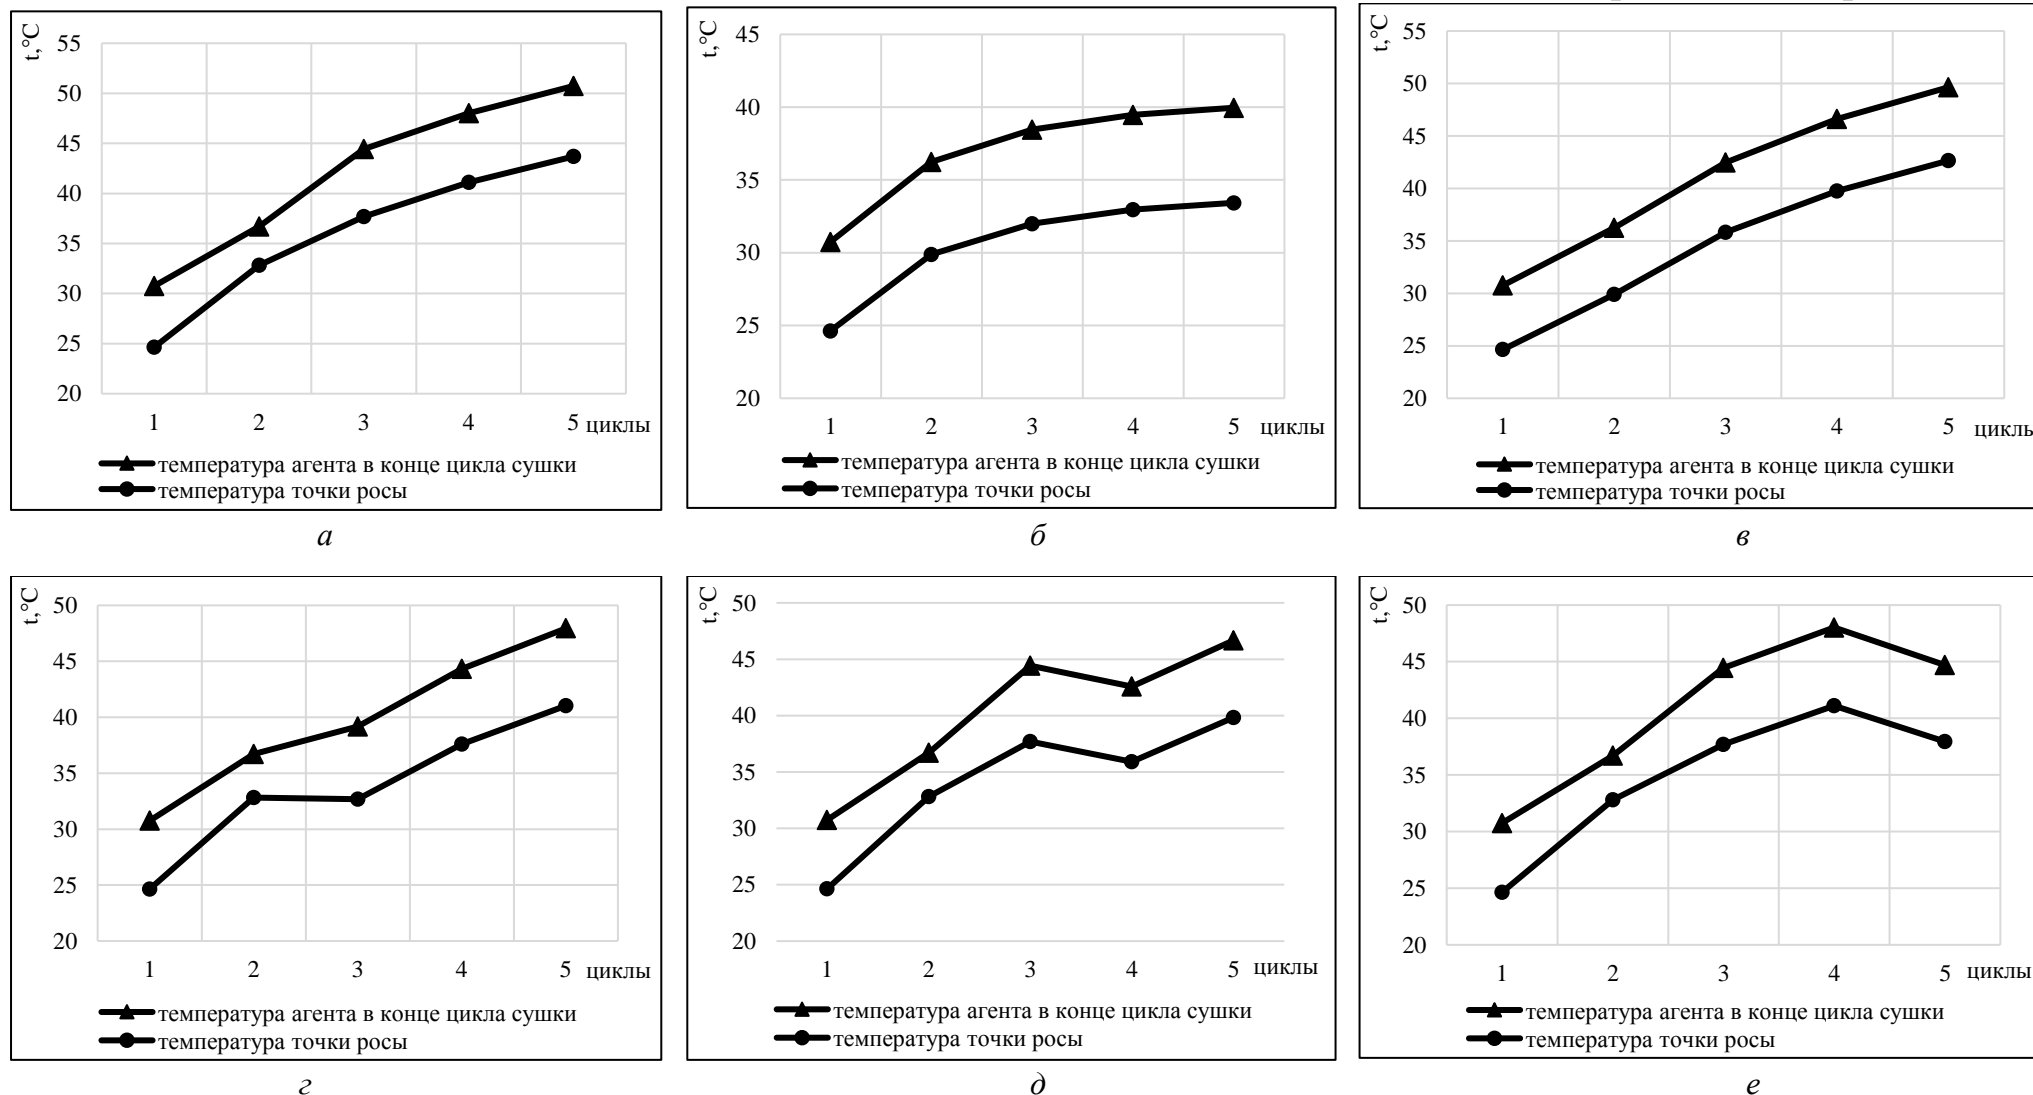 t,°C
55
50
45
40
35
30
25
20
1 2 3 4 5 циклы
температура агента в конце цикла сушки
температура точки росы
а
t,°C
45
40
35
30
25
20
1 2 3 4 5 циклы
температура агента в конце цикла сушки
температура точки росы
б
t,°C
55
50
45
40
35
30
25
20
1 2 3 4 5 циклы
температура агента в конце цикла сушки
температура точки росы
в
t,°C
50
45
40
35
30
25
20
1 2 3 4 5 циклы
температура агента в конце цикла сушки
температура точки росы
г
t,°C
50
45
40
35
30
25
20
1 2 3 4 5 циклы
температура агента в конце цикла сушки
температура точки росы
д
t,°C
50
45
40
35
30
25
20
1 2 3 4 5 циклы
температура агента в конце цикла сушки
температура точки росы
е